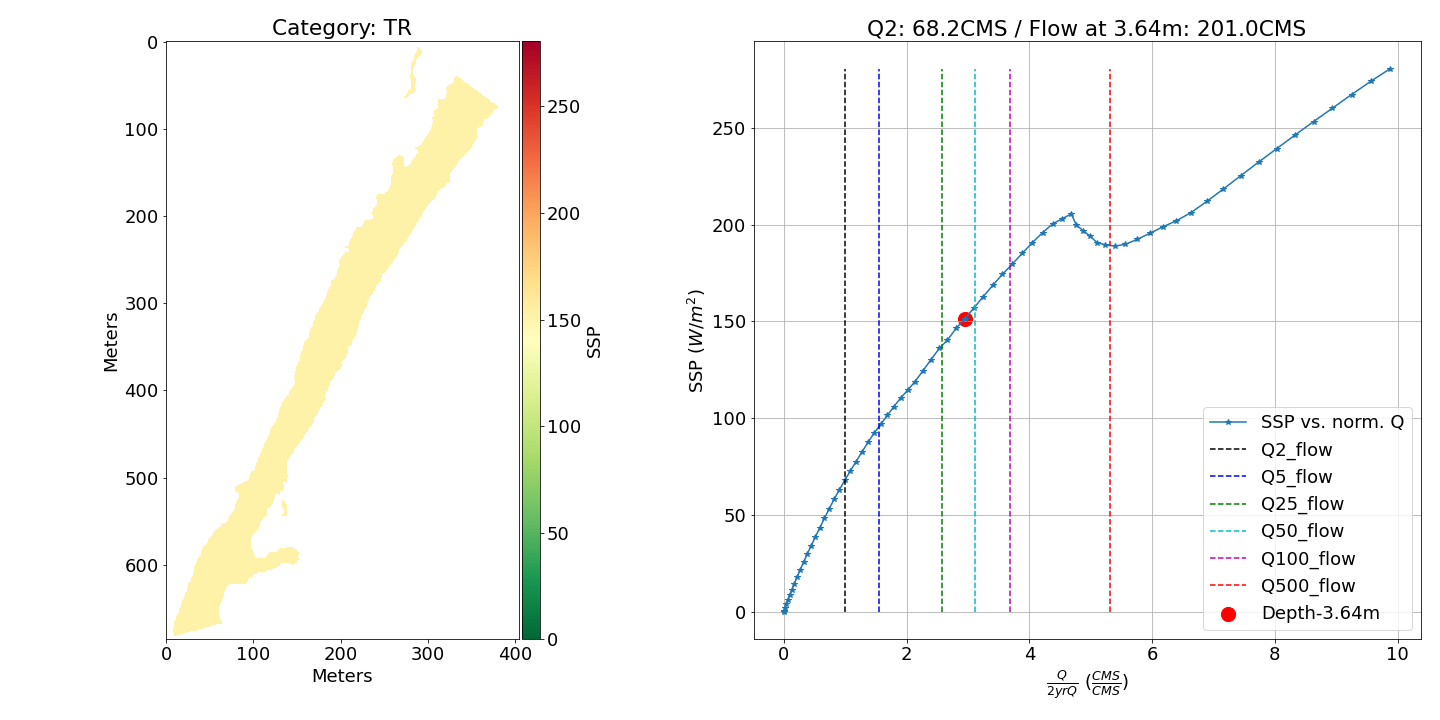 Category: TR
0
100
200
300
400
500
600
Meters
0
100
200
300
400
Meters
250
200
150
100
50
0
SSP
Q2: 68.2CMS / Flow at 3.64m: 201.0CMS
250
200
150
100
50
0
SSP (W/m²)
0
2
4
6
8
10
Q/2yrQ (CMS/CMS)
SSP vs. norm. Q
Q2_flow
Q5_flow
Q25_flow
Q50_flow
Q100_flow
Q500_flow
Depth-3.64m